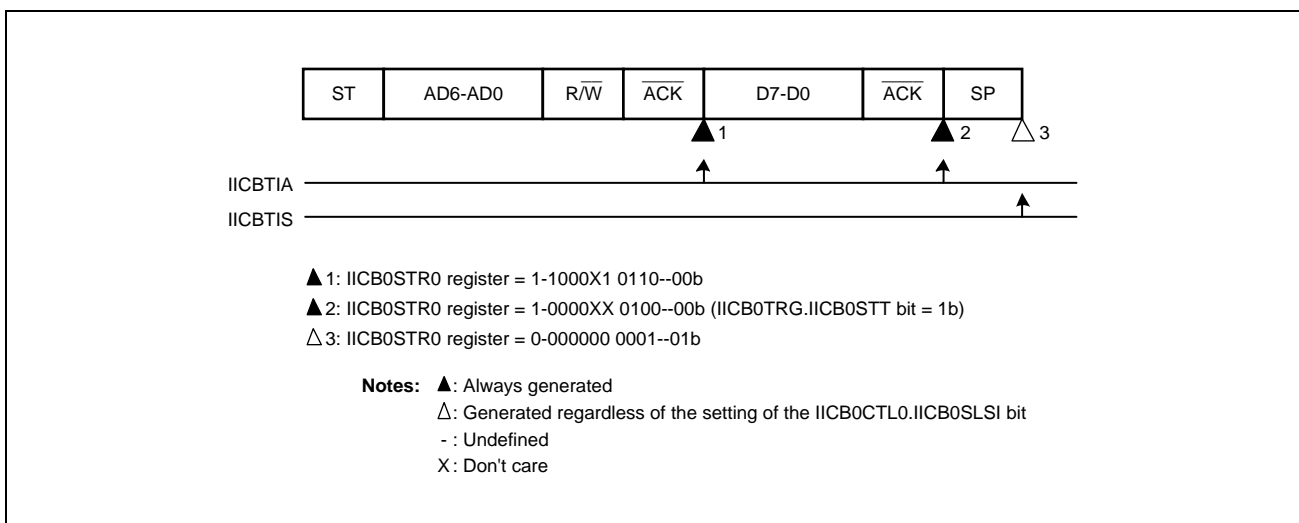 ST AD6-AD0 R/W ACK D7-D0 ACK SP
1 2 3
IICBTIA
IICBTIS
▲ 1: IICB0STR0 register = 1-1000X1 0110--00b
▲ 2: IICB0STR0 register = 1-0000XX 0100--00b (IICB0TRG.IICB0STT bit = 1b)
△ 3: IICB0STR0 register = 0-000000 0001--01b
Notes: ▲: Always generated
△: Generated regardless of the setting of the IICB0CTL0.IICB0SLSI bit
- : Undefined
X : Don't care